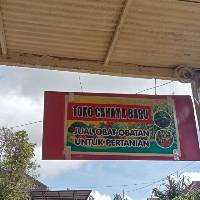 TOKO CAHAYA BARU
JUAL OBAT OBATAN
UNTUK PERTANIAN